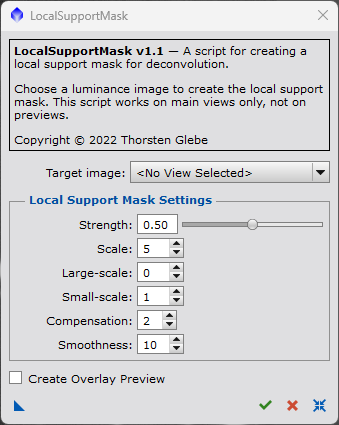 LocalSupportMask
LocalSupportMask v1.1 — A script for creating a
local support mask for deconvolution.
Choose a luminance image to create the local support
mask. This script works on main views only, not on
previews.
Copyright © 2022 Thorsten Glebe
Target image: <No View Selected>
Local Support Mask Settings
Strength: 0.50
Scale: 5
Large-scale: 0
Small-scale: 1
Compensation: 2
Smoothness: 10
Create Overlay Preview